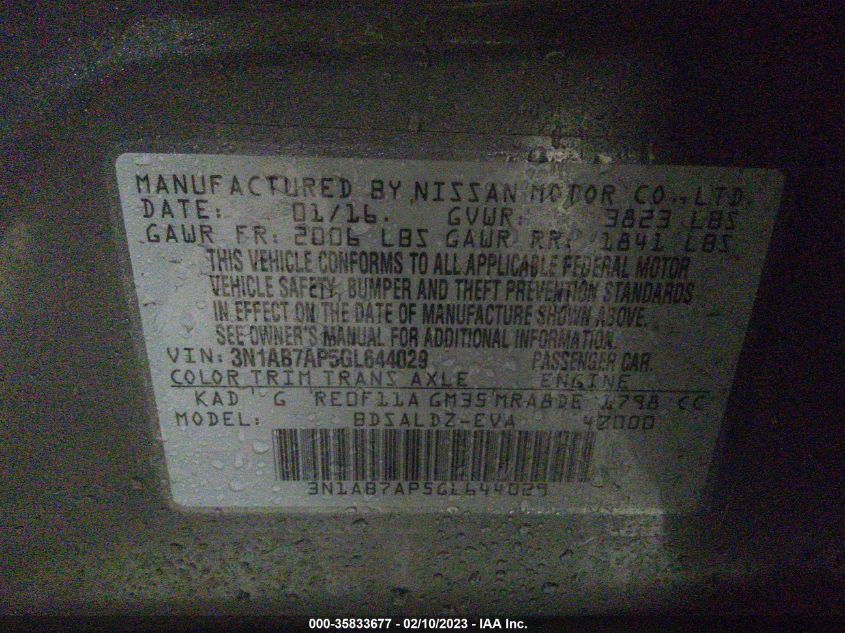 MANUFACTURED BY NISSAN MOTOR CO., LTD.
DATE: 01/16. GVWR: 3823 LBS
GAWR FR: 2006 LBS GAWR RR: 1841 LBS
THIS VEHICLE CONFORMS TO ALL APPLICABLE FEDERAL MOTOR
VEHICLE SAFETY, BUMPER AND THEFT PREVENTION STANDARDS
IN EFFECT ON THE DATE OF MANUFACTURE SHOWN ABOVE.
SEE OWNER'S MANUAL FOR ADDITIONAL INFORMATION.
VIN: 3N1AB7AP5GL644029 PASSENGER CAR.
COLOR TRIM TRANS AXLE ENGINE
KAD G RE0F11A GM35 MRA8DE 1798 CC
MODEL: BDSALDZ-EVA 42000
3N1AB7AP5GL644029
000-35833677 - 02/10/2023 - IAA Inc.